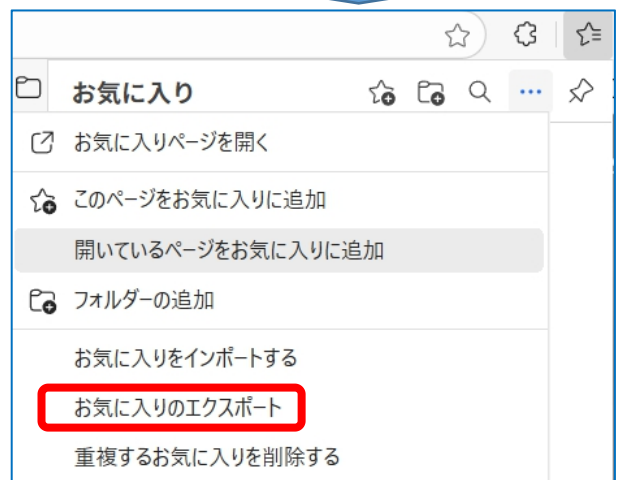 お気に入り
お気に入りページを開く
このページをお気に入りに追加
開いているページをお気に入りに追加
フォルダーの追加
お気に入りをインポートする
お気に入りのエクスポート
重複するお気に入りを削除する